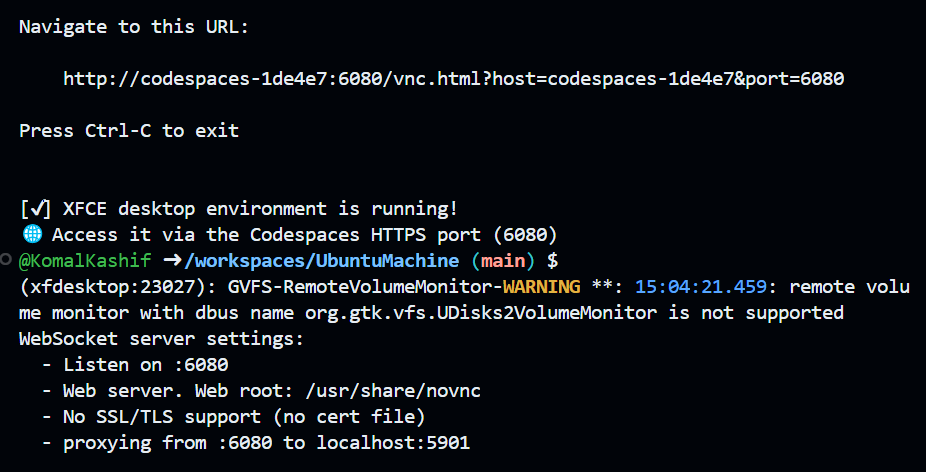 Navigate to this URL:
http://codespaces-1de4e7:6080/vnc.html?host=codespaces-1de4e7&port=6080
Press Ctrl-C to exit
[✓] XFCE desktop environment is running!
🌐 Access it via the Codespaces HTTPS port (6080)
@KomalKashif ➜/workspaces/UbuntuMachine (main) $
(xfdesktop:23027): GVFS-RemoteVolumeMonitor-WARNING **: 15:04:21.459: remote volu
me monitor with dbus name org.gtk.vfs.UDisks2VolumeMonitor is not supported
WebSocket server settings:
- Listen on :6080
- Web server. Web root: /usr/share/novnc
- No SSL/TLS support (no cert file)
- proxying from :6080 to localhost:5901